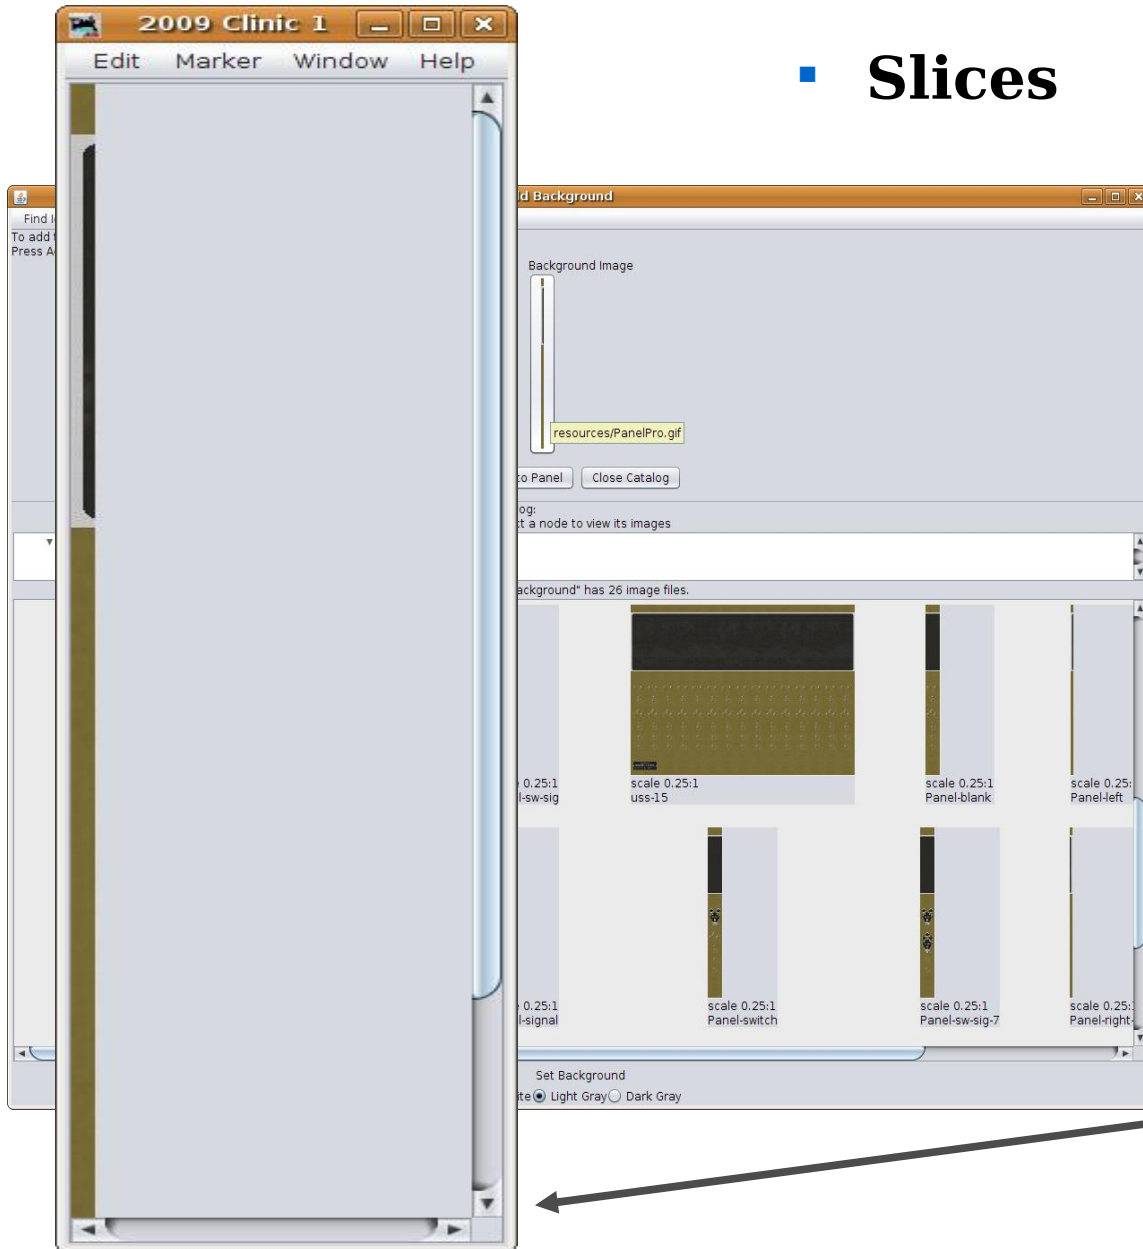 2009 Clinic 1
Edit Marker Window Help
▪ Slices
Background
Find
To add
Press
Background Image
resources/PanelPro.gif
to Panel
Close Catalog
a node to view its images
has 26 image files.
0.25:1
scale 0.25:1
scale 0.25:1
scale 0.25:
l-sw-sig
uss-15
Panel-blank
Panel-left
0.25:1
scale 0.25:1
scale 0.25:1
scale 0.25:
l-signal
Panel-switch
Panel-sw-sig-7
Panel-right-
Set Background
Light Gray
Dark Gray